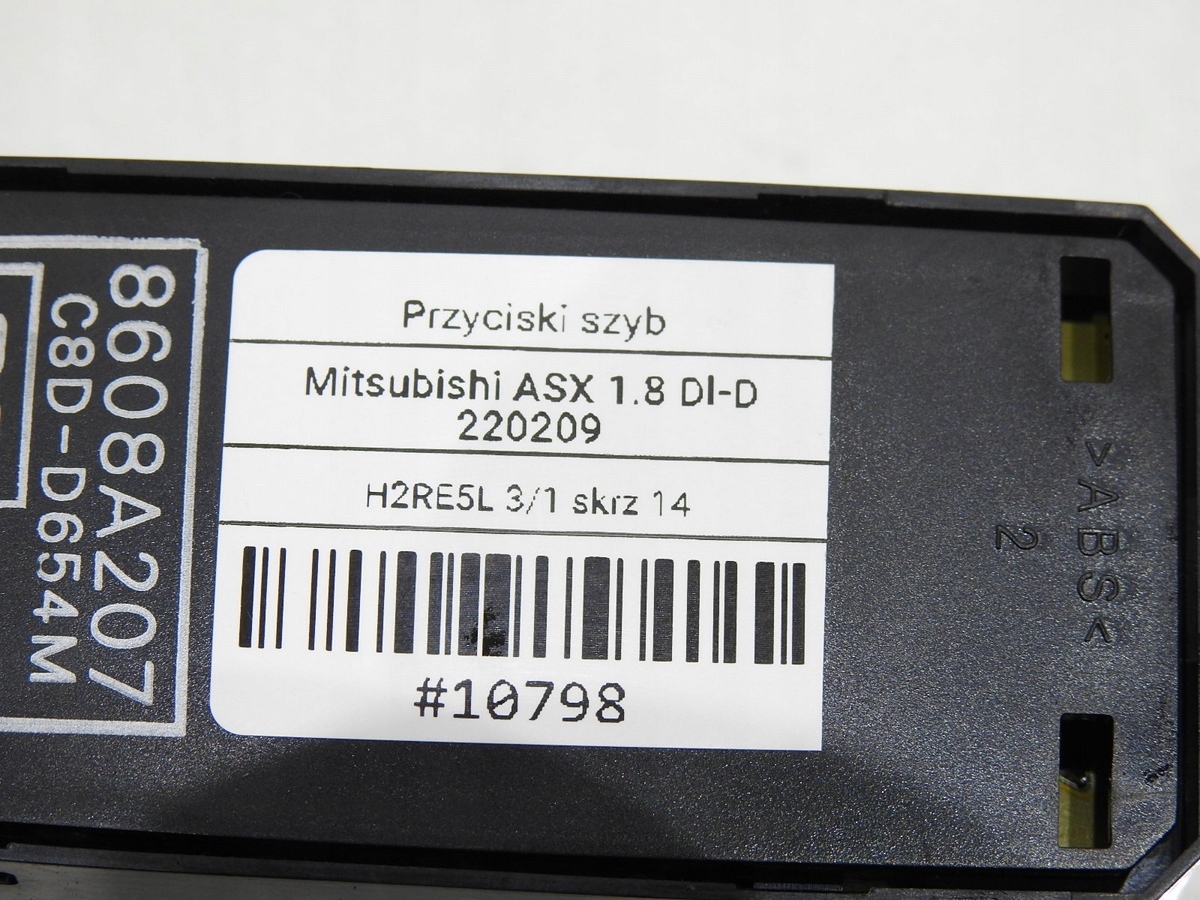 8608A207
C8D-D654M
Przyciski szyb
Mitsubishi ASX 1.8 DI-D
220209
H2RE5L 3/1 skrz 14
#10798
>ABS<
2